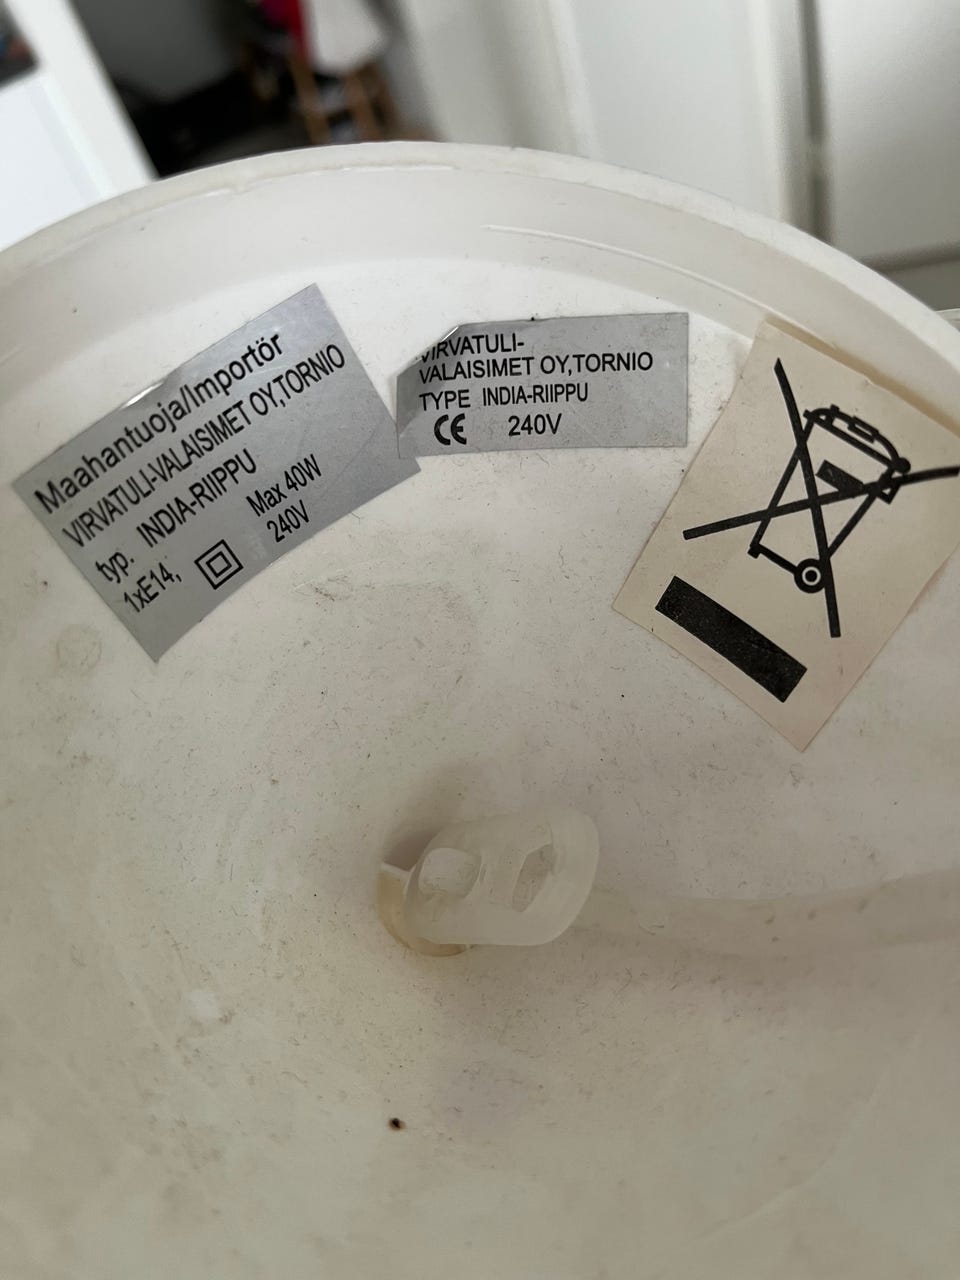 Maahantuoja/Importör
VIRVATULI-VALAISIMET OY,TORNIO
typ. INDIA-RIIPPU
1xE14, Max 40W
240V
VIRVATULI-
VALAISIMET OY,TORNIO
TYPE INDIA-RIIPPU
CE 240V